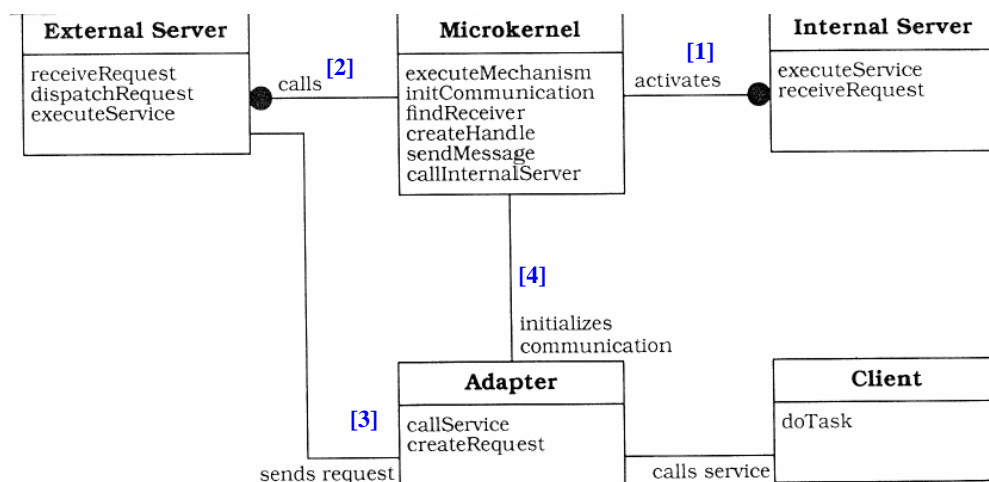 External Server
receiveRequest
dispatchRequest
executeService
[2]
calls
Microkernel
executeMechanism
initCommunication
findReceiver
createHandle
sendMessage
callInternalServer
[1]
activates
Internal Server
executeService
receiveRequest
[4]
initializes
communication
[3]
sends request
Adapter
callService
createRequest
calls service
Client
doTask